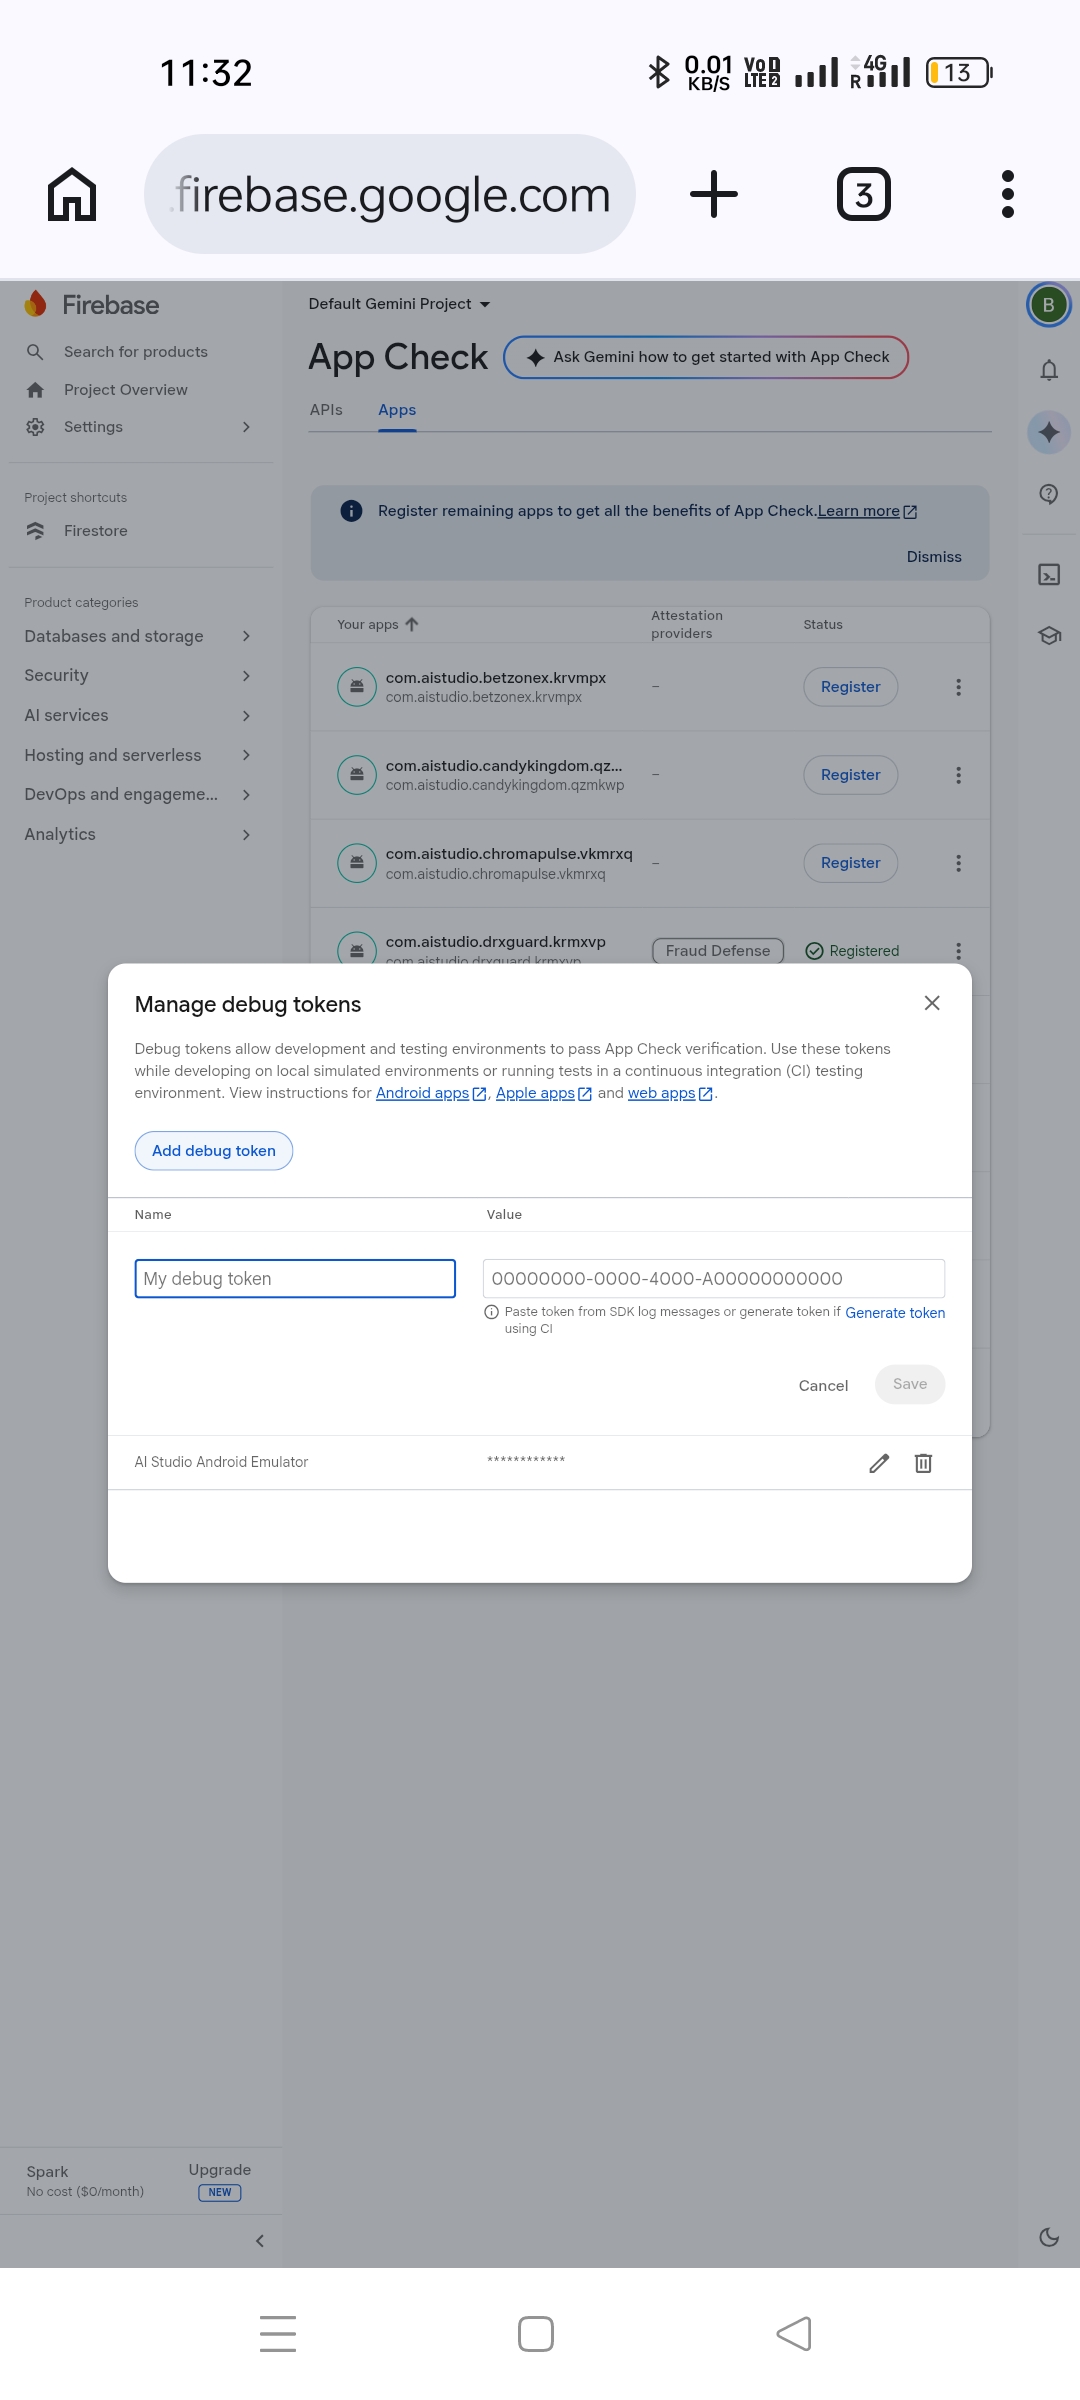 11:32
0.01 KB/S
Vo 1 LTE 2
4G
R
13
.firebase.google.com
3
Firebase
Search for products
Project Overview
Settings
Project shortcuts
Firestore
Product categories
Databases and storage
Security
AI services
Hosting and serverless
DevOps and engageme...
Analytics
Default Gemini Project
B
App Check
Ask Gemini how to get started with App Check
APIs
Apps
Register remaining apps to get all the benefits of App Check. Learn more
Dismiss
Your apps
Attestation providers
Status
com.aistudio.betzonex.krvmpx
com.aistudio.betzonex.krvmpx
–
Register
com.aistudio.candykingdom.qz...
com.aistudio.candykingdom.qzmkwp
–
Register
com.aistudio.chromapulse.vkmrxq
com.aistudio.chromapulse.vkmrxq
–
Register
com.aistudio.drxguard.krmxvp
com.aistudio.drxguard.krmxvp
Fraud Defense
Registered
Manage debug tokens
Debug tokens allow development and testing environments to pass App Check verification. Use these tokens
while developing on local simulated environments or running tests in a continuous integration (CI) testing
environment. View instructions for Android apps, Apple apps and web apps.
Add debug token
Name
Value
My debug token
00000000-0000-4000-A00000000000
Paste token from SDK log messages or generate token if
using CI
Generate token
Cancel
Save
AI Studio Android Emulator
************
Spark
No cost ($0/month)
Upgrade
NEW